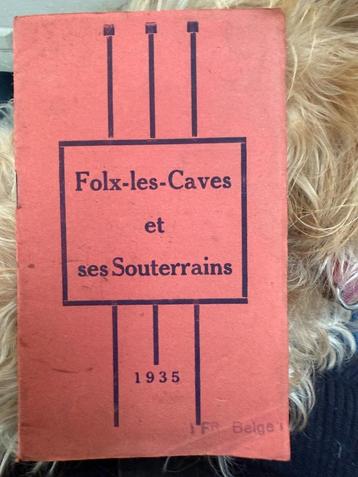 Folx-les-Caves
et
ses Souterrains
1935
1 FR. Belge